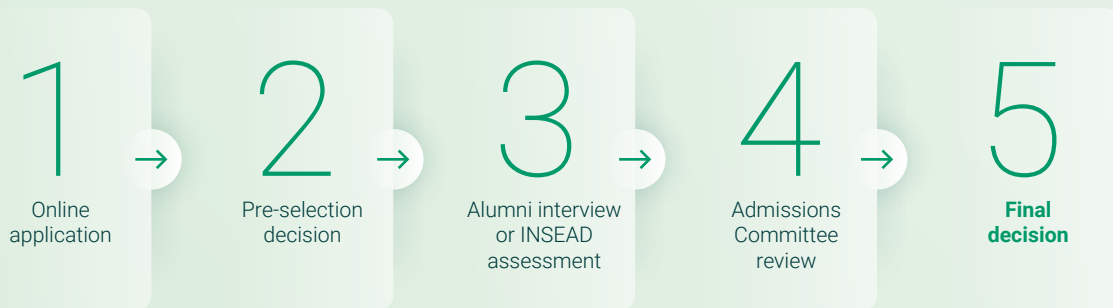 1
Online
application
2
Pre-selection
decision
3
Alumni interview
or INSEAD
assessment
4
Admissions
Committee
review
5
Final
decision